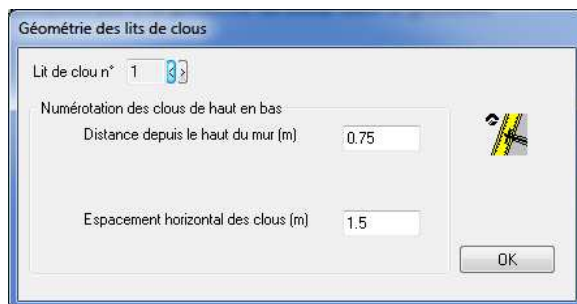 Géométrie des lits de clous
Lit de clou n° 1 < >
Numérotation des clous de haut en bas
Distance depuis le haut du mur (m) 0.75
Espacement horizontal des clous (m) 1.5
OK